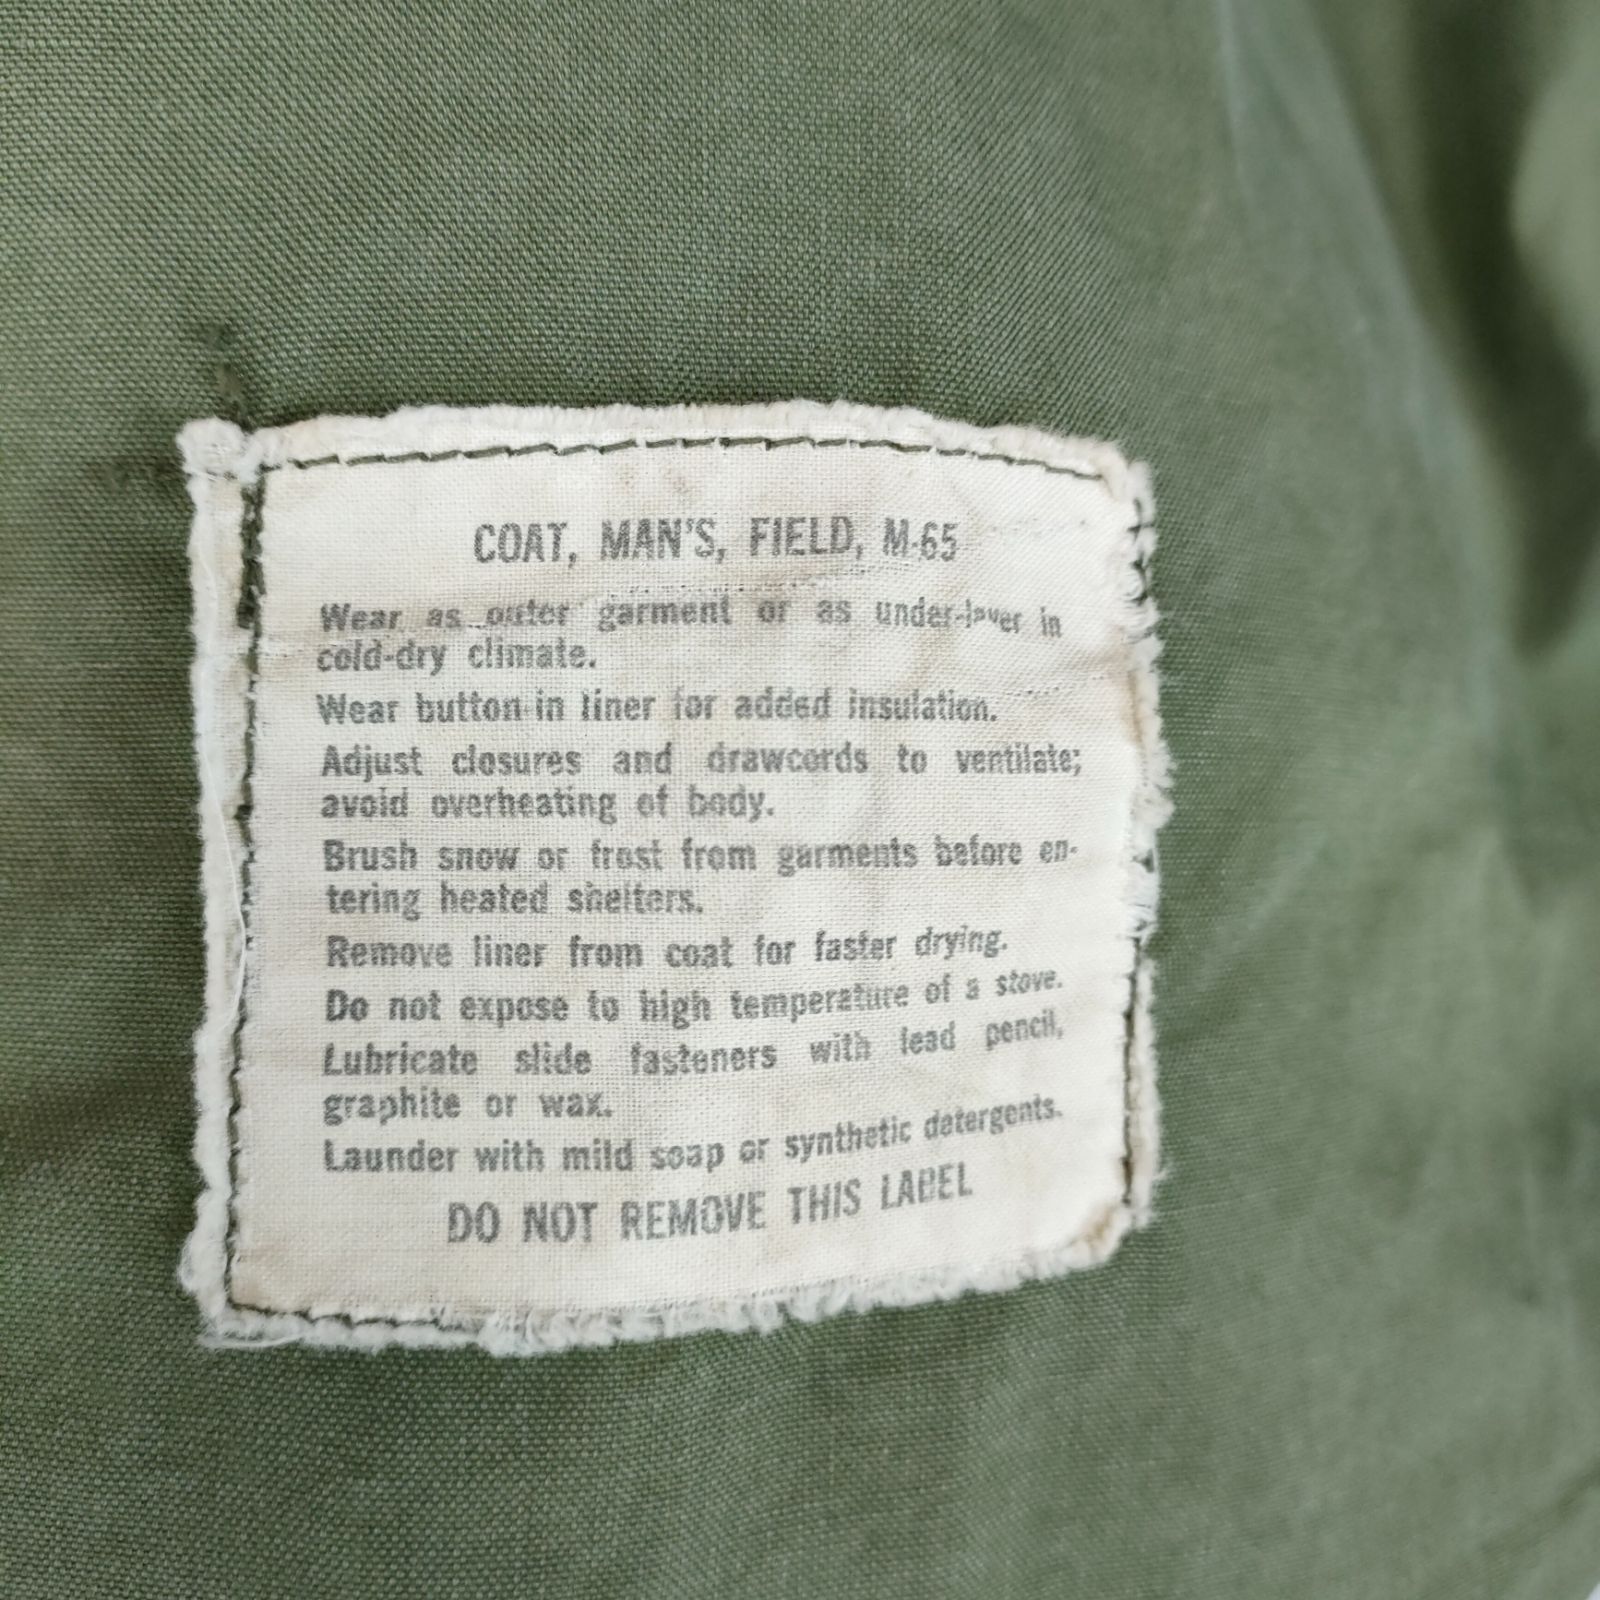 COAT, MAN'S, FIELD, M-65
Wear as outer garment or as under-layer in
cold-dry climate.
Wear button-in liner for added insulation.
Adjust closures and drawcords to ventilate;
avoid overheating of body.
Brush snow or frost from garments before en-
tering heated shelters.
Remove liner from coat for faster drying.
Do not expose to high temperature of a stove.
Lubricate slide fasteners with lead pencil,
graphite or wax.
Launder with mild soap or synthetic detergents.
DO NOT REMOVE THIS LABEL